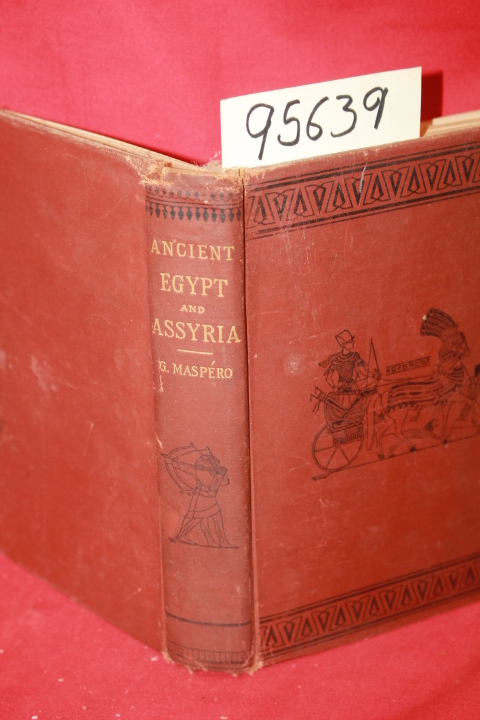 95639
ANCIENT
EGYPT
AND
ASSYRIA
G. MASPÉRO